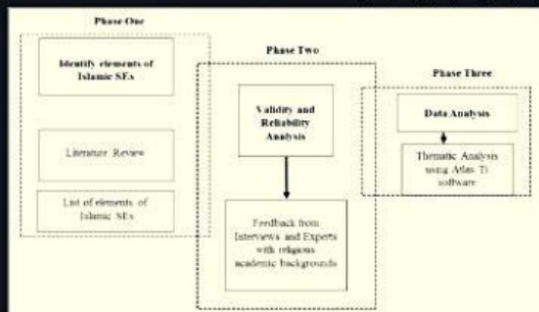 Phase One
Identify elements of
Islamic SEs
Literature Review
List of elements of
Islamic SEs
Phase Two
Validity and
Reliability
Analysis
Feedback from
Interviews and Experts
with religious
academic backgrounds
Phase Three
Data Analysis
Thematic Analysis
using Atlas Ti
software